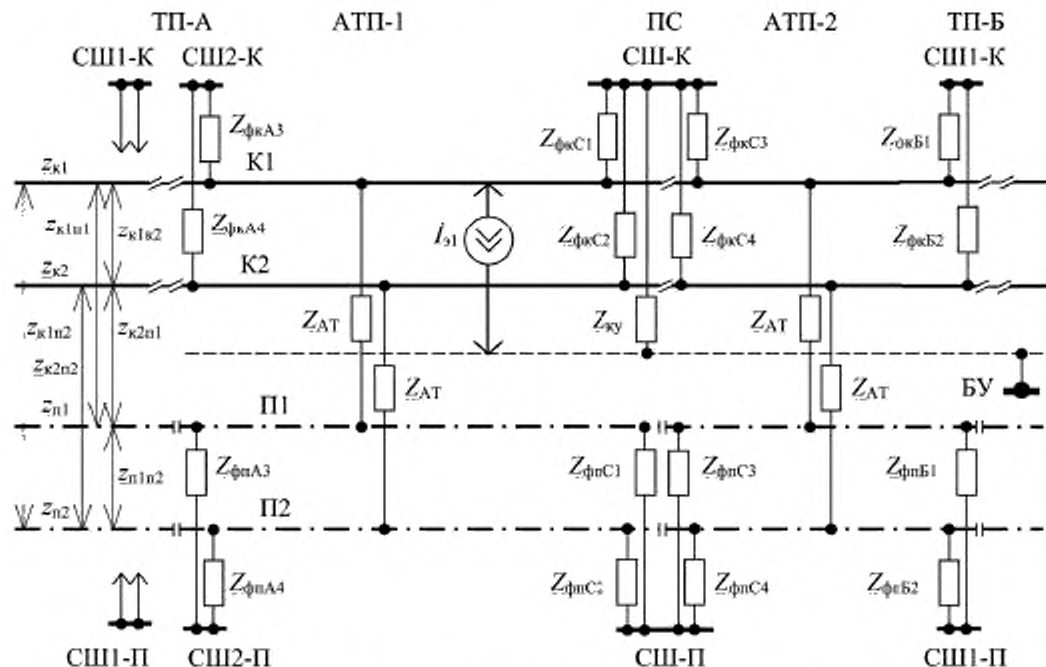 ТП-А АТП-1 ПС АТП-2 ТП-Б
СШ1-К СШ2-К СШ-К СШ1-К
ZфкА3 ZфкС1 ZфкС3 ZфкБ1
zк1 К1
zк1п1 zк1к2 ZфкА4 iэ1 ZфкС2 ZфкС4 ZфкБ2
zк2 К2
zк1п2 zк2п1 ZАТ Zку ZАТ
zк2п2 ZАТ ZАТ БУ
zп1 П1
zп1п2 ZфпА3 ZфпС1 ZфпС3 ZфпБ1
zп2 П2
ZфпА4 ZфпС2 ZфпС4 ZфпБ2
СШ1-П СШ2-П СШ-П СШ1-П